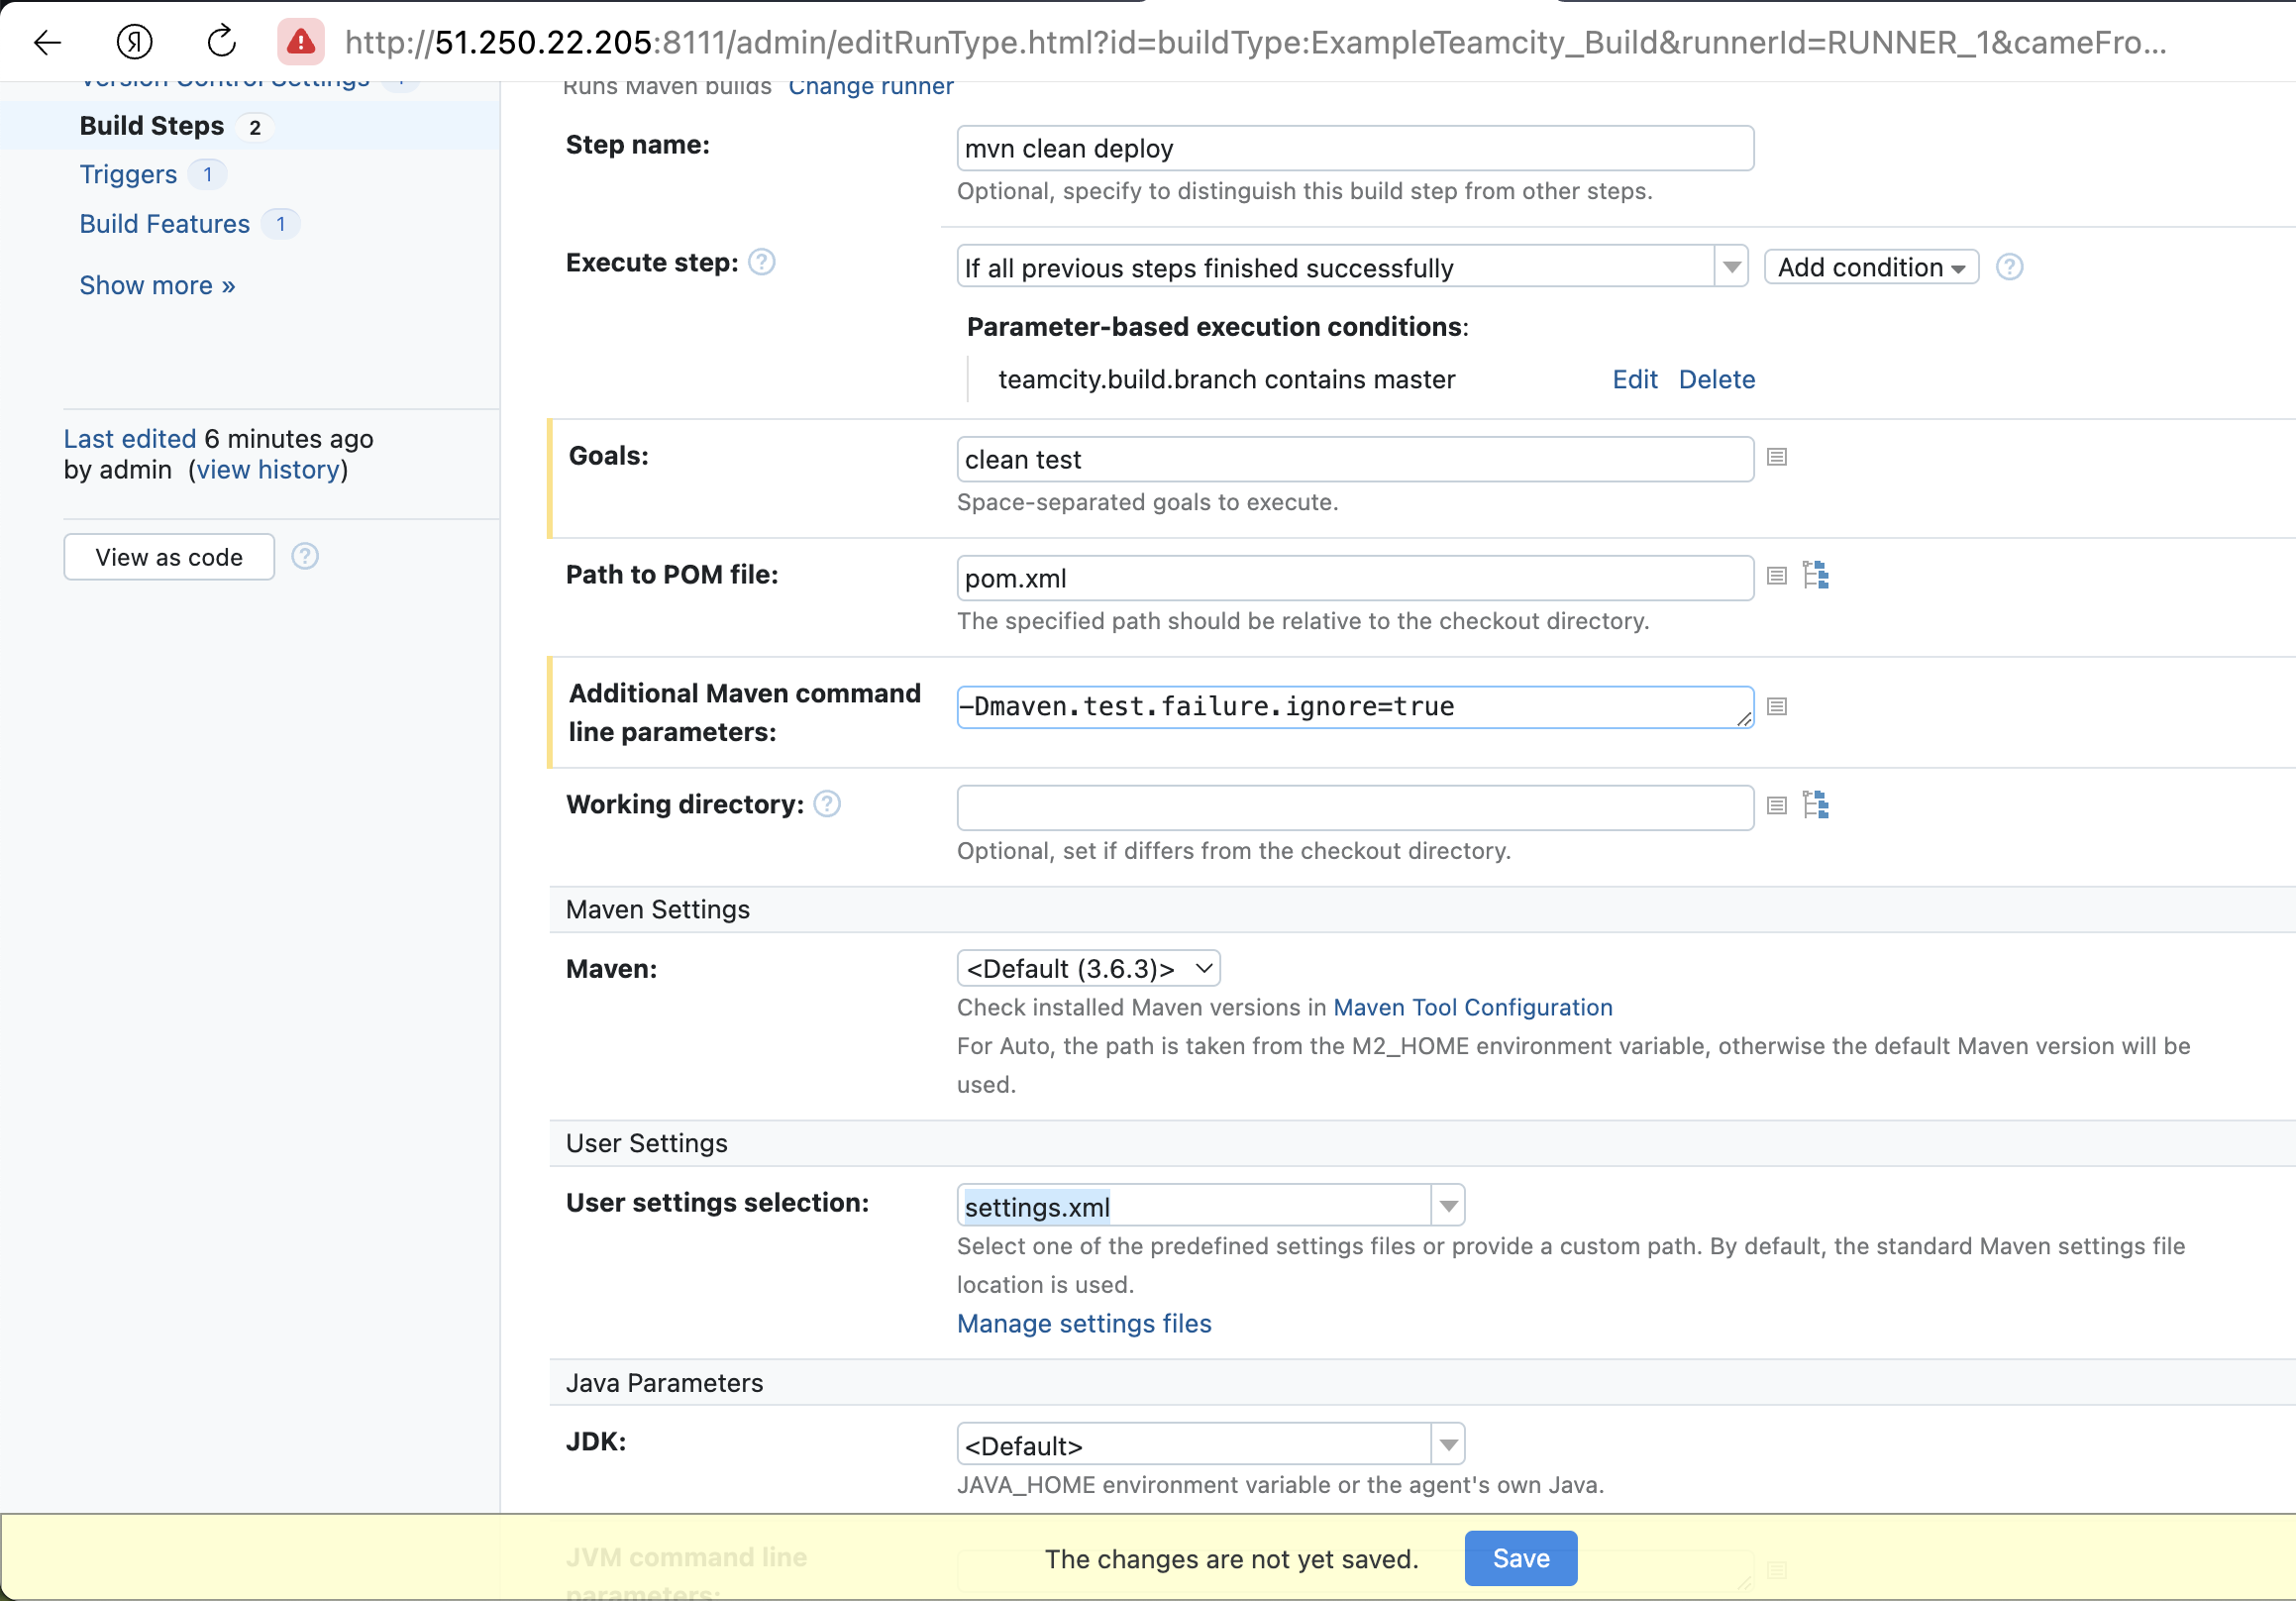 http://51.250.22.205:8111/admin/editRunType.html?id=buildType:ExampleTeamcity_Build&runnerId=RUNNER_1&cameFro...
Version Control Settings 1
Runs Maven builds Change runner
Build Steps 2
Triggers 1
Build Features 1
Show more »
Last edited 6 minutes ago
by admin (view history)
View as code ?
Step name:
mvn clean deploy
Optional, specify to distinguish this build step from other steps.
Execute step: ?
If all previous steps finished successfully
Add condition ?
Parameter-based execution conditions:
teamcity.build.branch contains master Edit Delete
Goals:
clean test
Space-separated goals to execute.
Path to POM file:
pom.xml
The specified path should be relative to the checkout directory.
Additional Maven command
line parameters:
-Dmaven.test.failure.ignore=true
Working directory: ?
Optional, set if differs from the checkout directory.
Maven Settings
Maven:
<Default (3.6.3)>
Check installed Maven versions in Maven Tool Configuration
For Auto, the path is taken from the M2_HOME environment variable, otherwise the default Maven version will be
used.
User Settings
User settings selection:
settings.xml
Select one of the predefined settings files or provide a custom path. By default, the standard Maven settings file
location is used.
Manage settings files
Java Parameters
JDK:
<Default>
JAVA_HOME environment variable or the agent's own Java.
JVM command line
parameters:
The changes are not yet saved.
Save